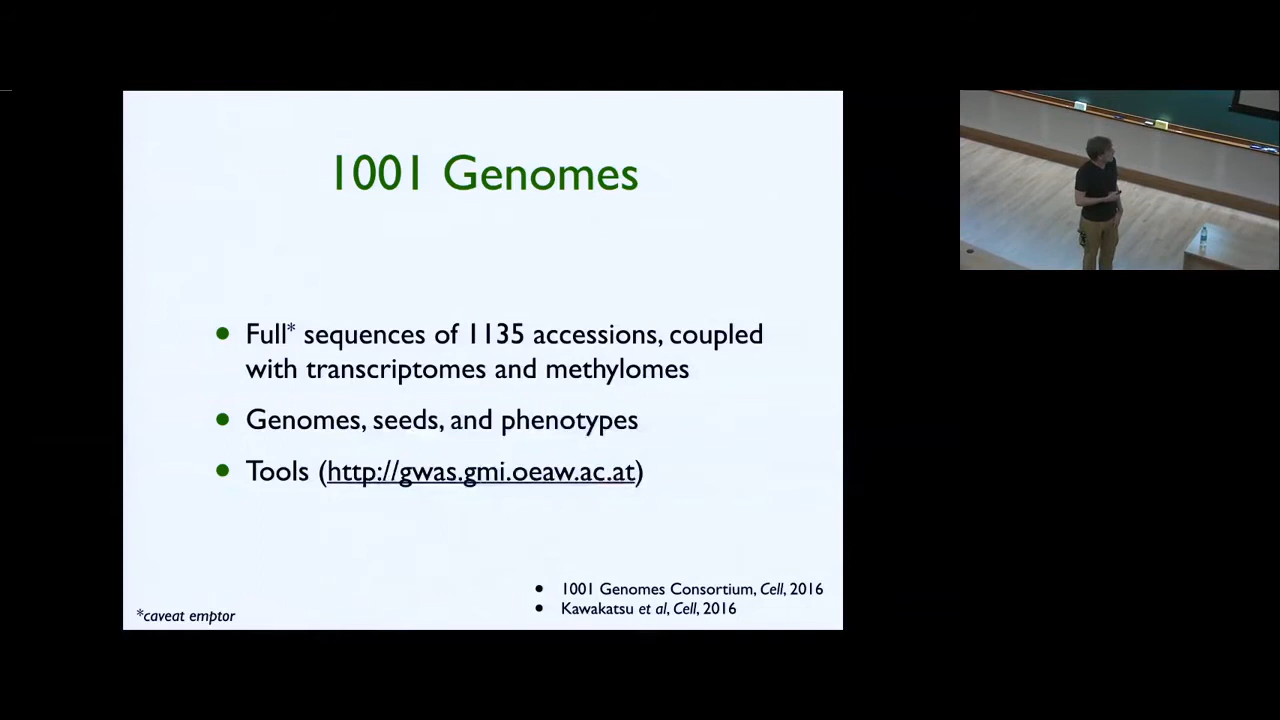 1001 Genomes
• Full* sequences of 1135 accessions, coupled
with transcriptomes and methylomes
• Genomes, seeds, and phenotypes
• Tools (http://gwas.gmi.oeaw.ac.at)
• 1001 Genomes Consortium, Cell, 2016
• Kawakatsu et al, Cell, 2016
*caveat emptor